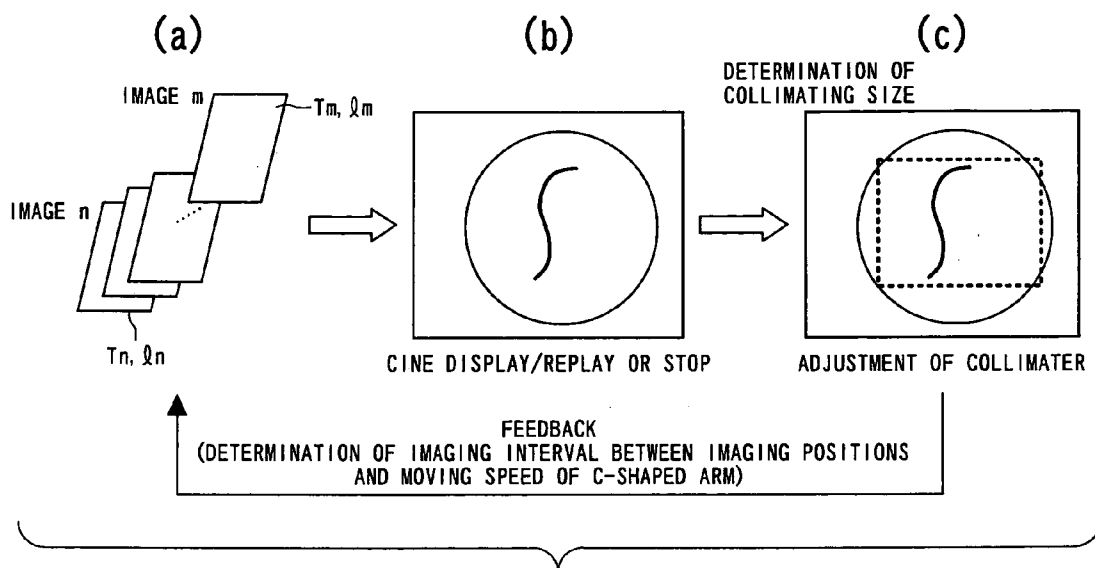 (a)
(b)
(c)
IMAGE m
Tm, ℓm
IMAGE n
Tn, ℓn
DETERMINATION OF
COLLIMATING SIZE
CINE DISPLAY/REPLAY OR STOP
ADJUSTMENT OF COLLIMATER
FEEDBACK
(DETERMINATION OF IMAGING INTERVAL BETWEEN IMAGING POSITIONS
AND MOVING SPEED OF C-SHAPED ARM)